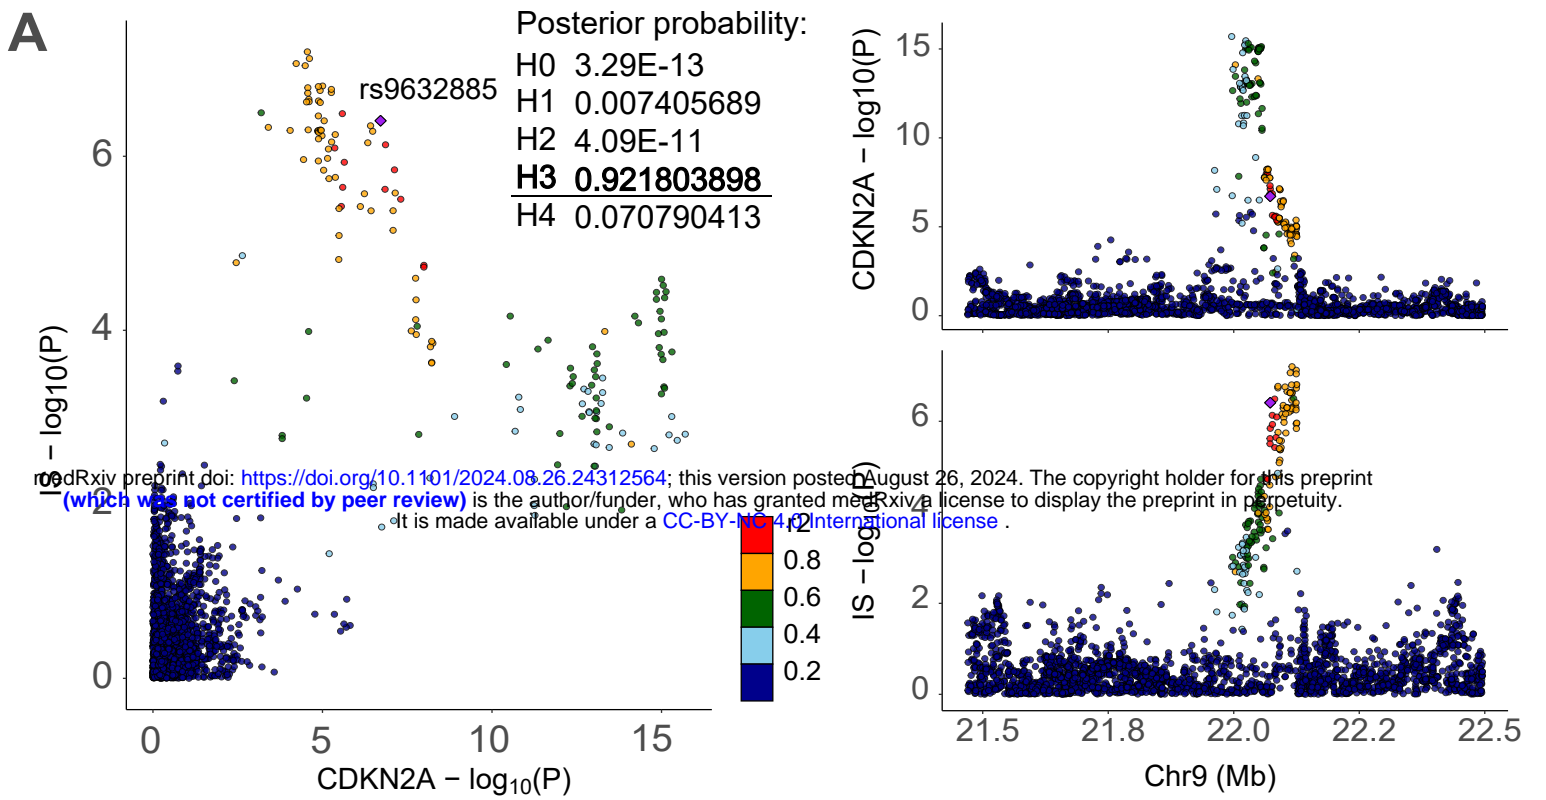 A
Posterior probability:
H0 3.29E-13
H1 0.007405689
H2 4.09E-11
H3 0.921803898
H4 0.070790413
rs9632885
IS − log10(P)
6
4
2
0
0 5 10 15
CDKN2A − log10(P)
r2
0.8
0.6
0.4
0.2
CDKN2A − log10(P)
15
10
5
0
IS − log10(P)
6
4
2
0
21.5 21.8 22.0 22.2 22.5
Chr9 (Mb)
medRxiv preprint doi: https://doi.org/10.1101/2024.08.26.24312564; this version posted August 26, 2024. The copyright holder for this preprint
(which was not certified by peer review) is the author/funder, who has granted medRxiv a license to display the preprint in perpetuity.
It is made available under a CC-BY-NC 4.0 International license .